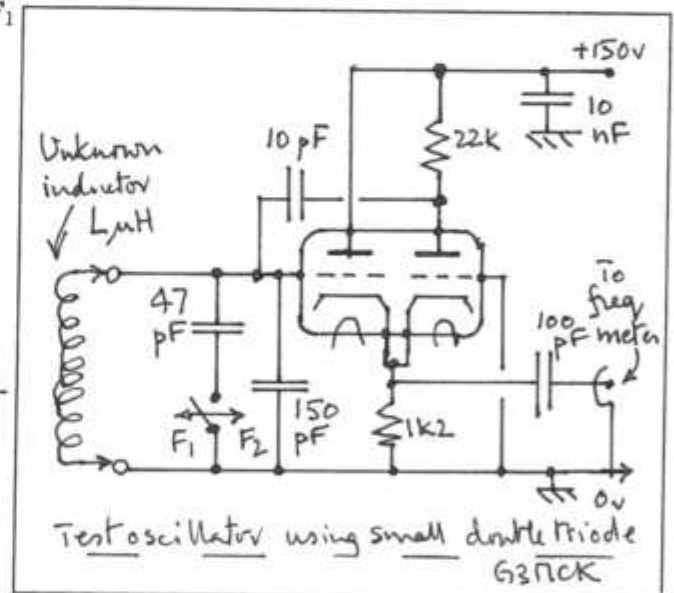 F₁
+150v
10 nF
22K
10 pF
Unknown
inductor
L μH
47
pF
F₁ F₂
150
pF
1K2
100
pF
To
freq
meter
0v
Test oscillator using small double triode